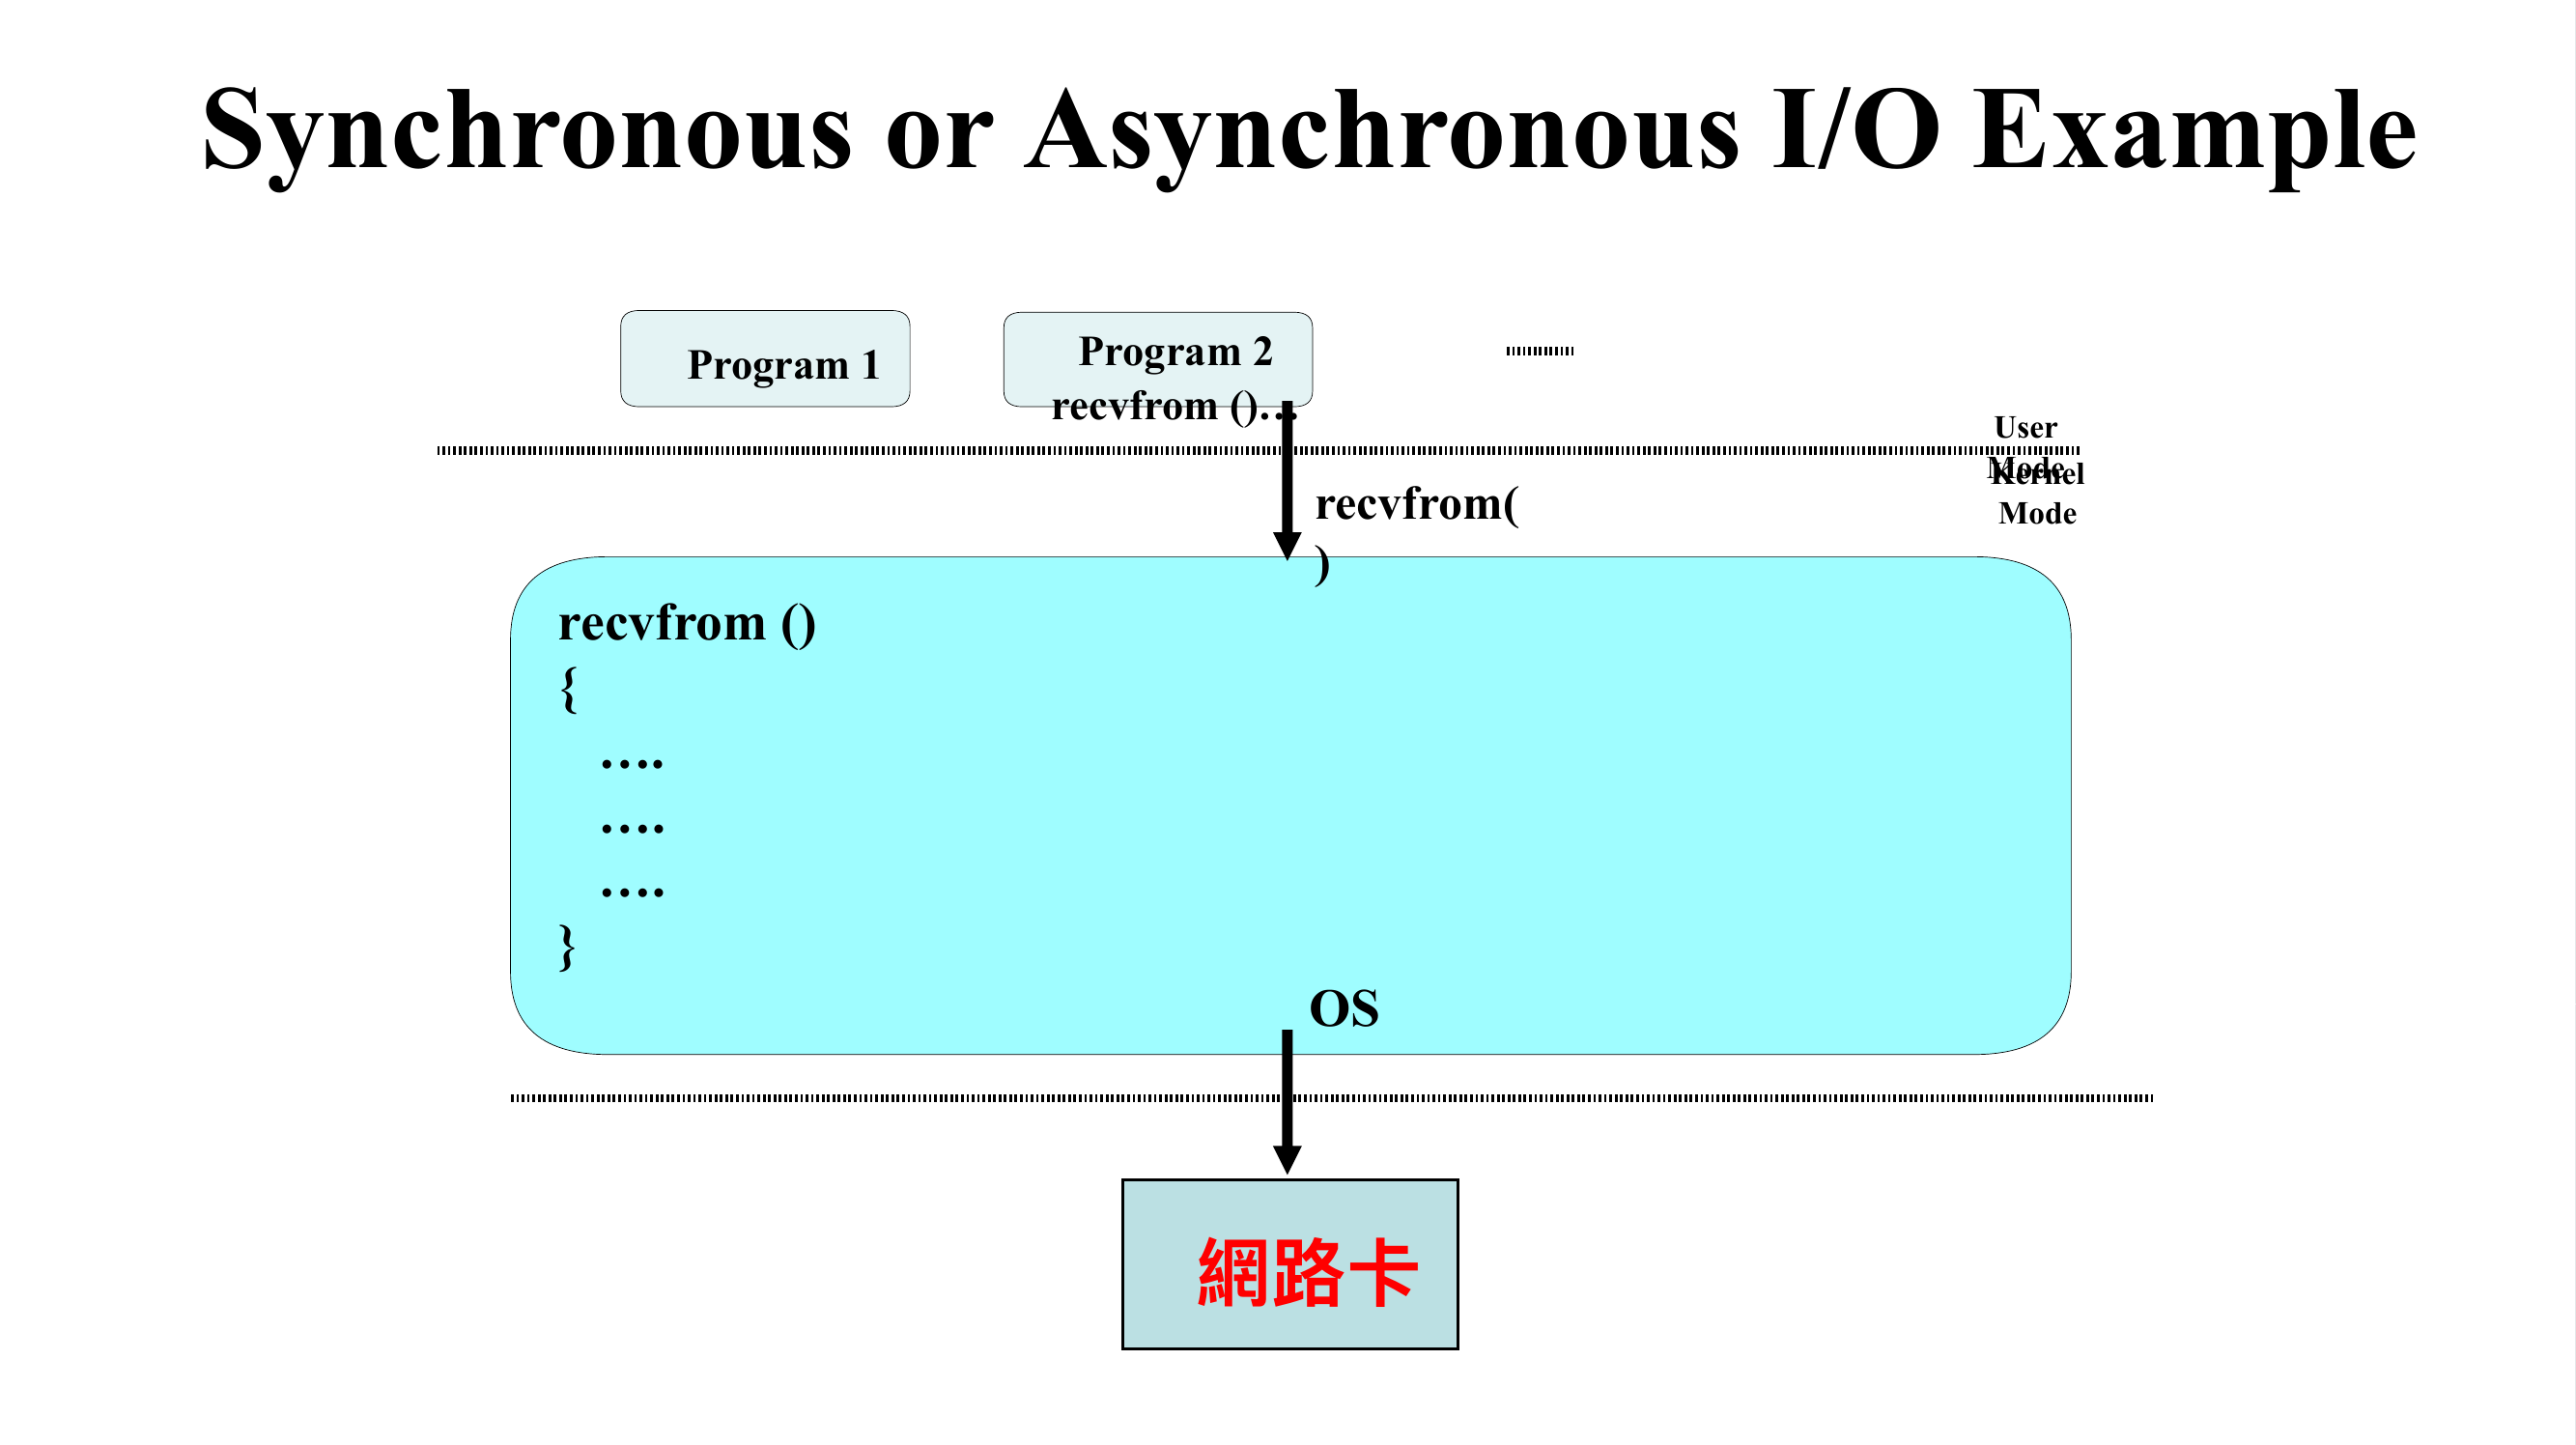 Synchronous or Asynchronous I/O Example
Program 1
Program 2
recvfrom ()…
User
Mode
Kernel
Mode
recvfrom(
)
recvfrom ()
{
….
….
….
}
OS
網路卡